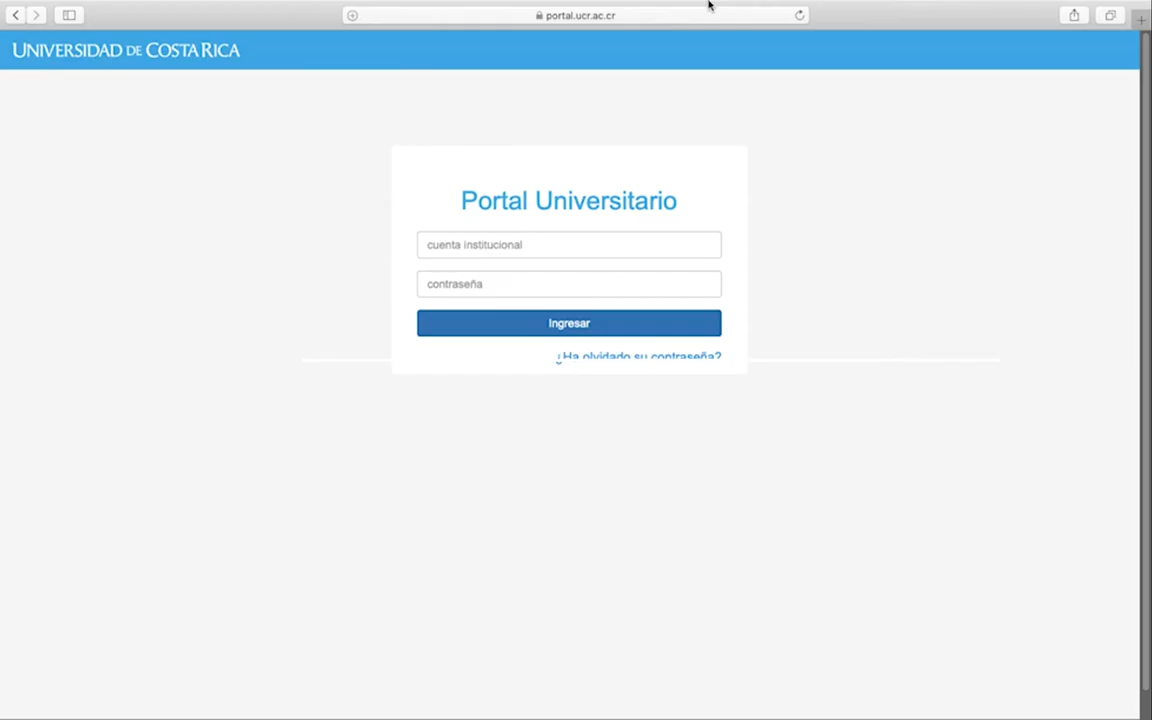 portal.ucr.ac.cr
UNIVERSIDAD DE COSTA RICA
Portal Universitario
cuenta institucional
contraseña
Ingresar
¿Ha olvidado su contraseña?